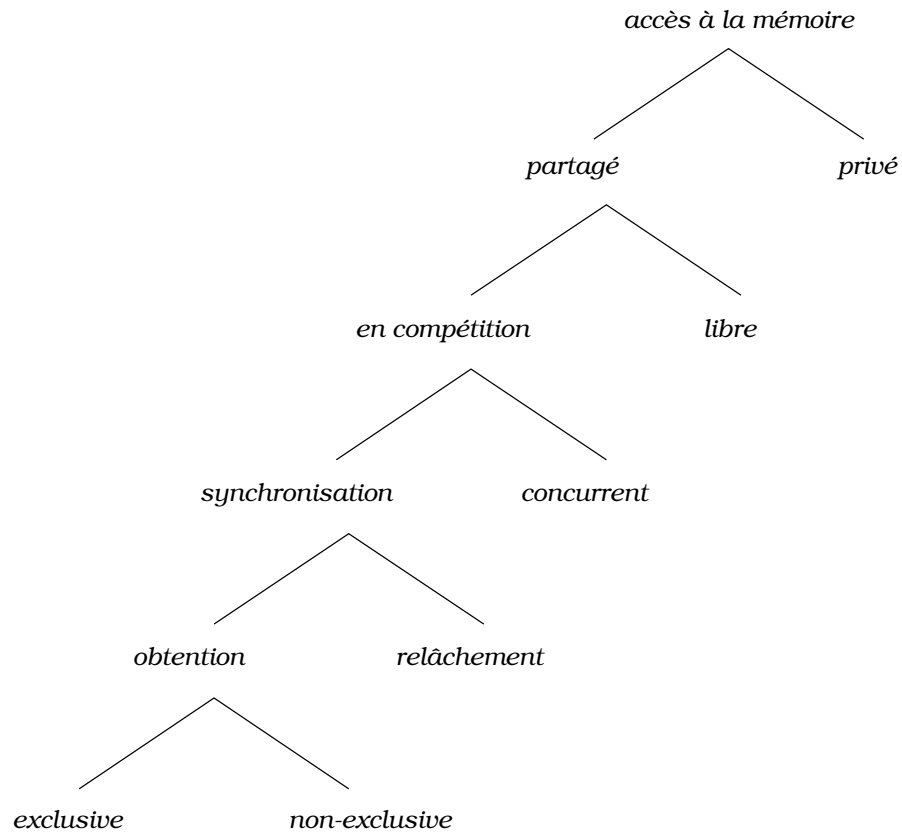 accès à la mémoire
partagé privé
en compétition libre
synchronisation concurrent
obtention relâchement
exclusive non-exclusive